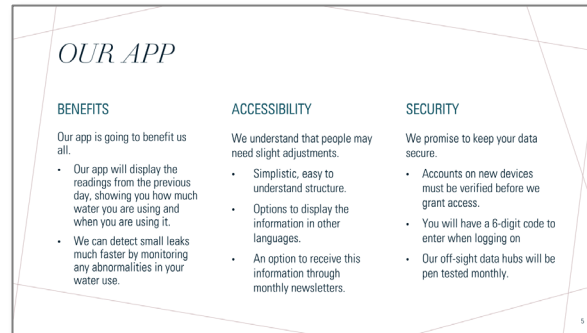 OUR APP
BENEFITS
Our app is going to benefit us
all.
• Our app will display the
readings from the previous
day, showing you how much
water you are using and
when you are using it.
• We can detect small leaks
much faster by monitoring
any abnormalities in your
water use.
ACCESSIBILITY
We understand that people may
need slight adjustments.
• Simplistic, easy to
understand structure.
• Options to display the
information in other
languages.
• An option to receive this
information through
monthly newsletters.
SECURITY
We promise to keep your data
secure.
• Accounts on new devices
must be verified before we
grant access.
• You will have a 6-digit code to
enter when logging on
• Our off-sight data hubs will be
pen tested monthly.
5